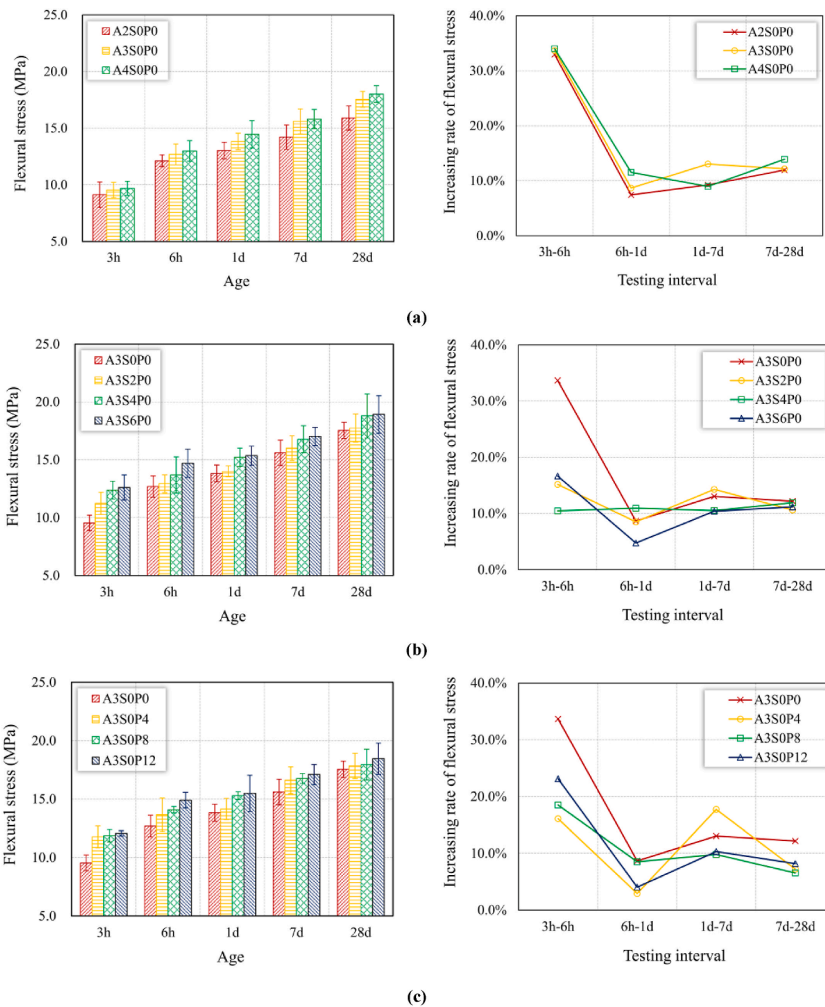 25.0
20.0
15.0
10.0
5.0
Flexural stress (MPa)
A2S0P0
A3S0P0
A4S0P0
3h 6h 1d 7d 28d
Age
40.0%
30.0%
20.0%
10.0%
0.0%
Increasing rate of flexural stress
A2S0P0
A3S0P0
A4S0P0
3h-6h 6h-1d 1d-7d 7d-28d
Testing interval
(a)
25.0
20.0
15.0
10.0
5.0
Flexural stress (MPa)
A3S0P0
A3S2P0
A3S4P0
A3S6P0
3h 6h 1d 7d 28d
Age
40.0%
30.0%
20.0%
10.0%
0.0%
Increasing rate of flexural stress
A3S0P0
A3S2P0
A3S4P0
A3S6P0
3h-6h 6h-1d 1d-7d 7d-28d
Testing interval
(b)
25.0
20.0
15.0
10.0
5.0
Flexural stress (MPa)
A3S0P0
A3S0P4
A3S0P8
A3S0P12
3h 6h 1d 7d 28d
Age
40.0%
30.0%
20.0%
10.0%
0.0%
Increasing rate of flexural stress
A3S0P0
A3S0P4
A3S0P8
A3S0P12
3h-6h 6h-1d 1d-7d 7d-28d
Testing interval
(c)